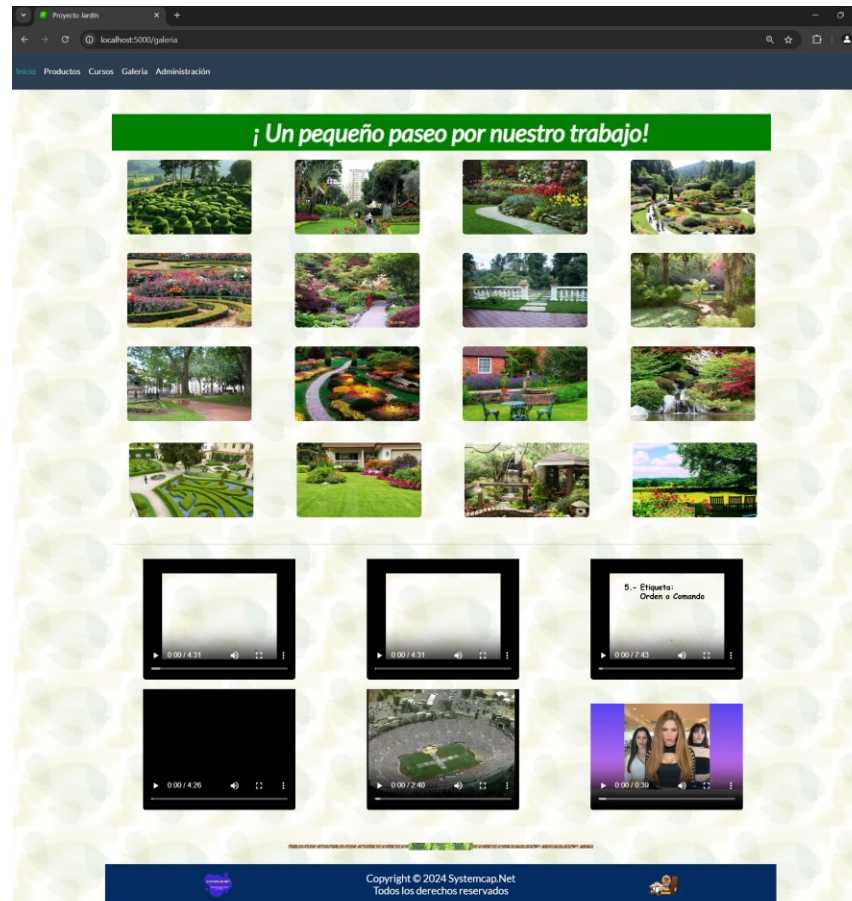 Proyecto Jardín
localhost:5000/galeria
Inicio Productos Cursos Galería Administración
¡ Un pequeño paseo por nuestro trabajo!
5.- Etiqueta:
Orden o Comando
0:00 / 4:31
0:00 / 4:31
0:00 / 7:43
0:00 / 4:26
0:00 / 2:40
0:00 / 0:39
Copyright © 2024 Systemcap.Net
Todos los derechos reservados